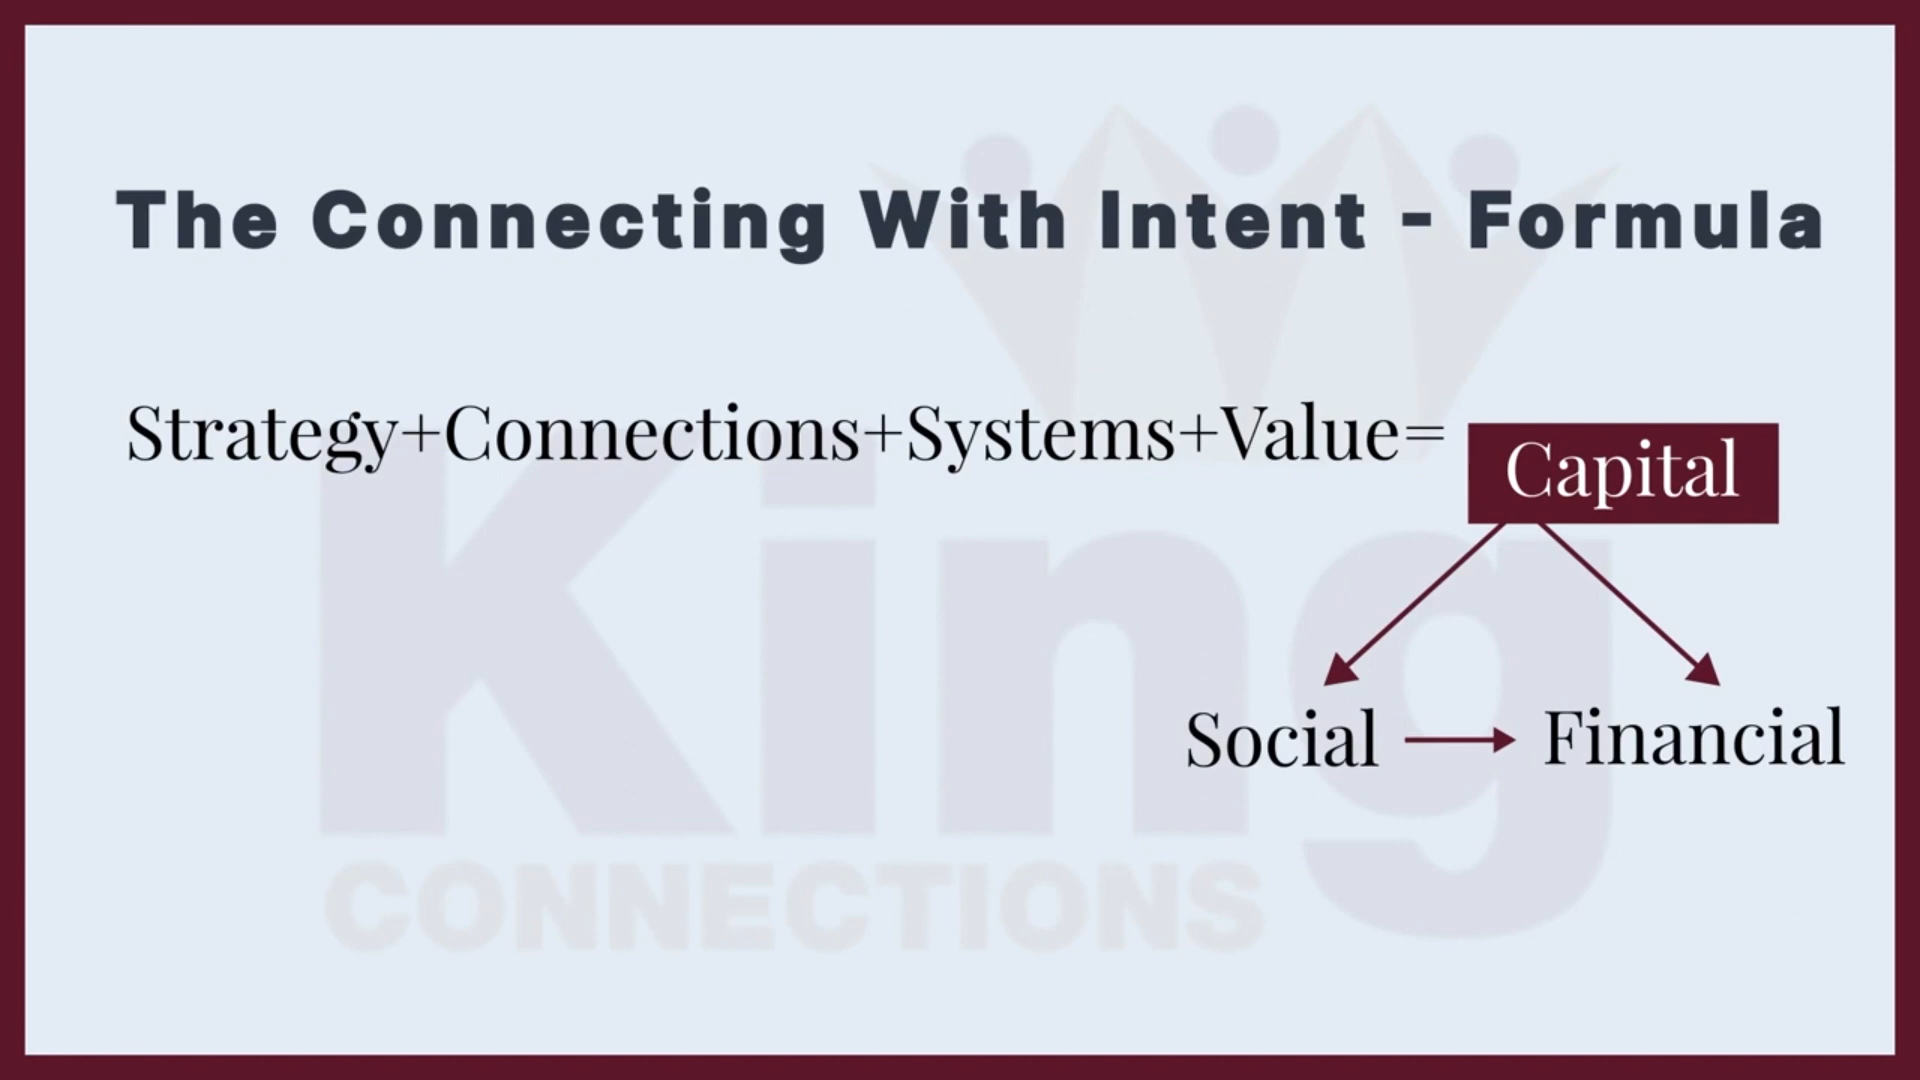 The Connecting With Intent - Formula
Strategy+Connections+Systems+Value=
Capital
Social
Financial
King
CONNECTIONS